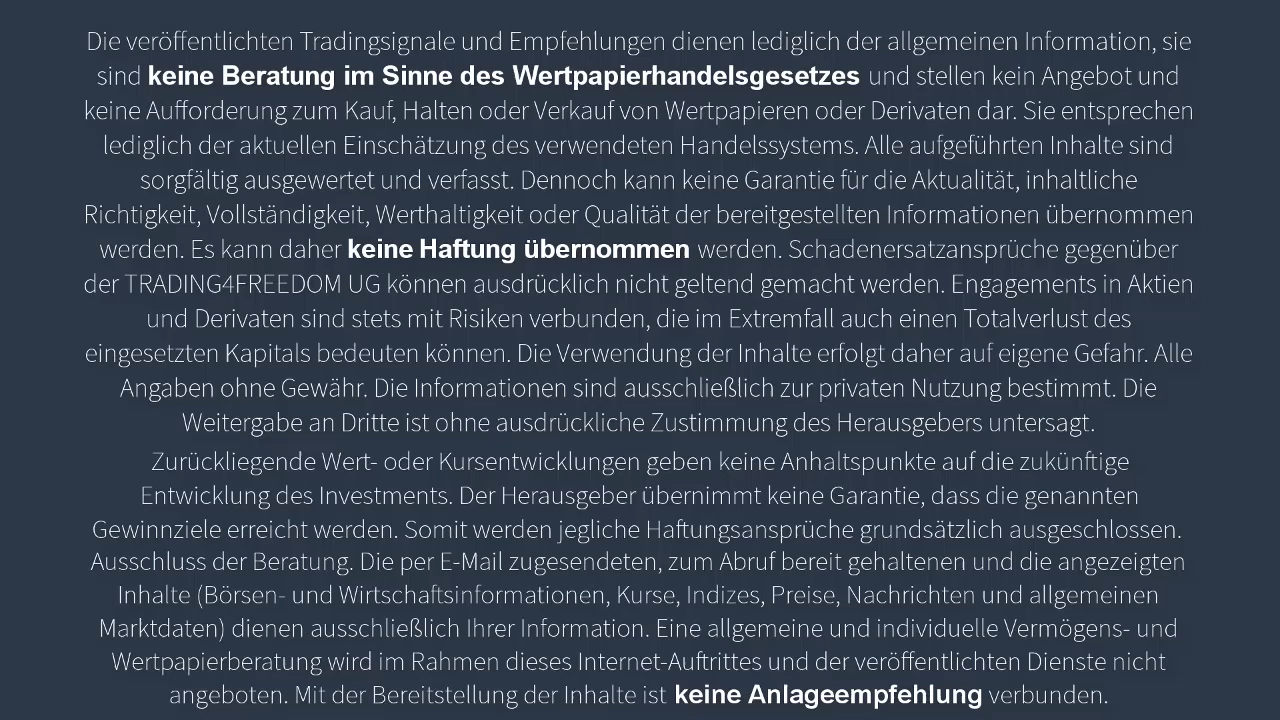 Die veröffentlichten Tradingsignale und Empfehlungen dienen lediglich der allgemeinen Information, sie
sind keine Beratung im Sinne des Wertpapierhandelsgesetzes und stellen kein Angebot und
keine Aufforderung zum Kauf, Halten oder Verkauf von Wertpapieren oder Derivaten dar. Sie entsprechen
lediglich der aktuellen Einschätzung des verwendeten Handelssystems. Alle aufgeführten Inhalte sind
sorgfältig ausgewertet und verfasst. Dennoch kann keine Garantie für die Aktualität, inhaltliche
Richtigkeit, Vollständigkeit, Werthaltigkeit oder Qualität der bereitgestellten Informationen übernommen
werden. Es kann daher keine Haftung übernommen werden. Schadenersatzansprüche gegenüber
der TRADING4FREEDOM UG können ausdrücklich nicht geltend gemacht werden. Engagements in Aktien
und Derivaten sind stets mit Risiken verbunden, die im Extremfall auch einen Totalverlust des
eingesetzten Kapitals bedeuten können. Die Verwendung der Inhalte erfolgt daher auf eigene Gefahr. Alle
Angaben ohne Gewähr. Die Informationen sind ausschließlich zur privaten Nutzung bestimmt. Die
Weitergabe an Dritte ist ohne ausdrückliche Zustimmung des Herausgebers untersagt.
Zurückliegende Wert- oder Kursentwicklungen geben keine Anhaltspunkte auf die zukünftige
Entwicklung des Investments. Der Herausgeber übernimmt keine Garantie, dass die genannten
Gewinnziele erreicht werden. Somit werden jegliche Haftungsansprüche grundsätzlich ausgeschlossen.
Ausschluss der Beratung. Die per E-Mail zugesendeten, zum Abruf bereit gehaltenen und die angezeigten
Inhalte (Börsen- und Wirtschaftsinformationen, Kurse, Indizes, Preise, Nachrichten und allgemeinen
Marktdaten) dienen ausschließlich Ihrer Information. Eine allgemeine und individuelle Vermögens- und
Wertpapierberatung wird im Rahmen dieses Internet-Auftrittes und der veröffentlichten Dienste nicht
angeboten. Mit der Bereitstellung der Inhalte ist keine Anlageempfehlung verbunden.